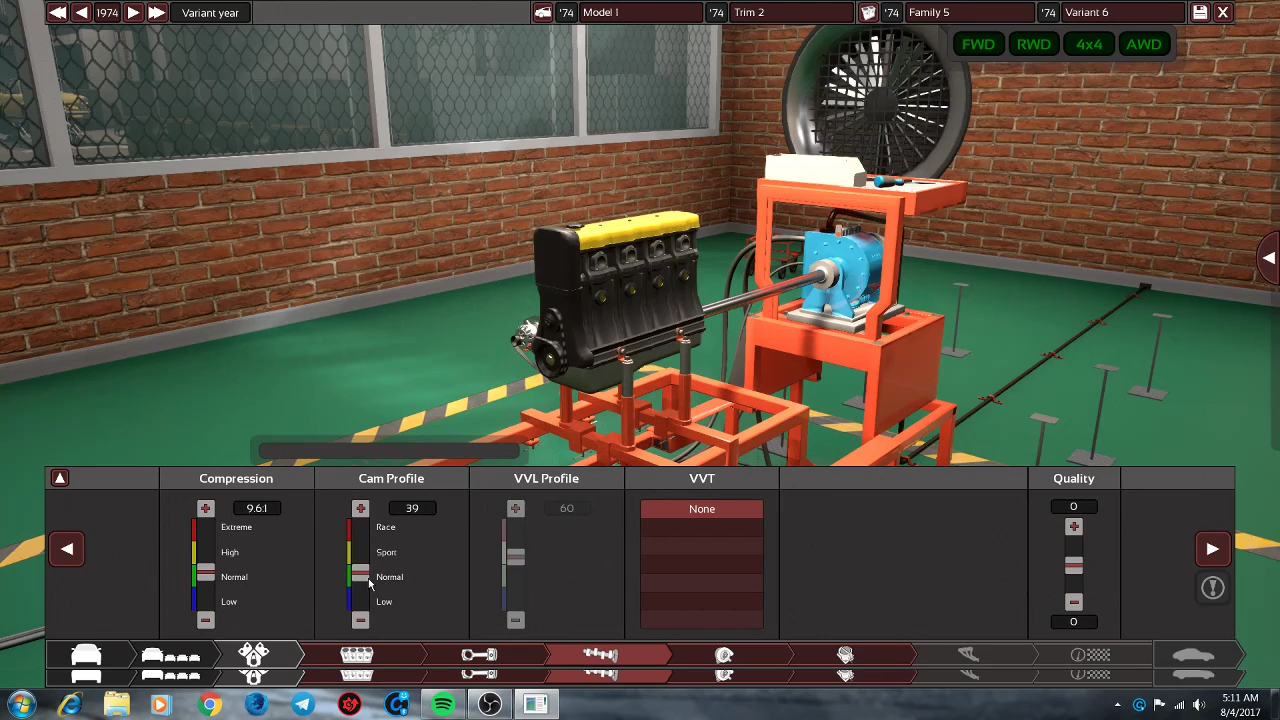 1974
Variant year
'74 Model 1
'74 Trim 2
'74 Family 5
'74 Variant 6
FWD
RWD
4x4
AWD
Compression
Cam Profile
VVL Profile
VVT
Quality
9.6:1
39
60
None
0
Extreme
High
Normal
Low
Race
Sport
Normal
Low
0
5:11 AM
8/4/2017